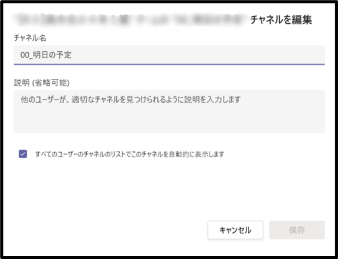 チャネルを編集
チャネル名
00_明日の予定
説明 (省略可能)
他のユーザーが、適切なチャネルを見つけられるように説明を入力します
すべてのユーザーのチャネルのリストでこのチャネルを自動的に表示します
キャンセル
保存